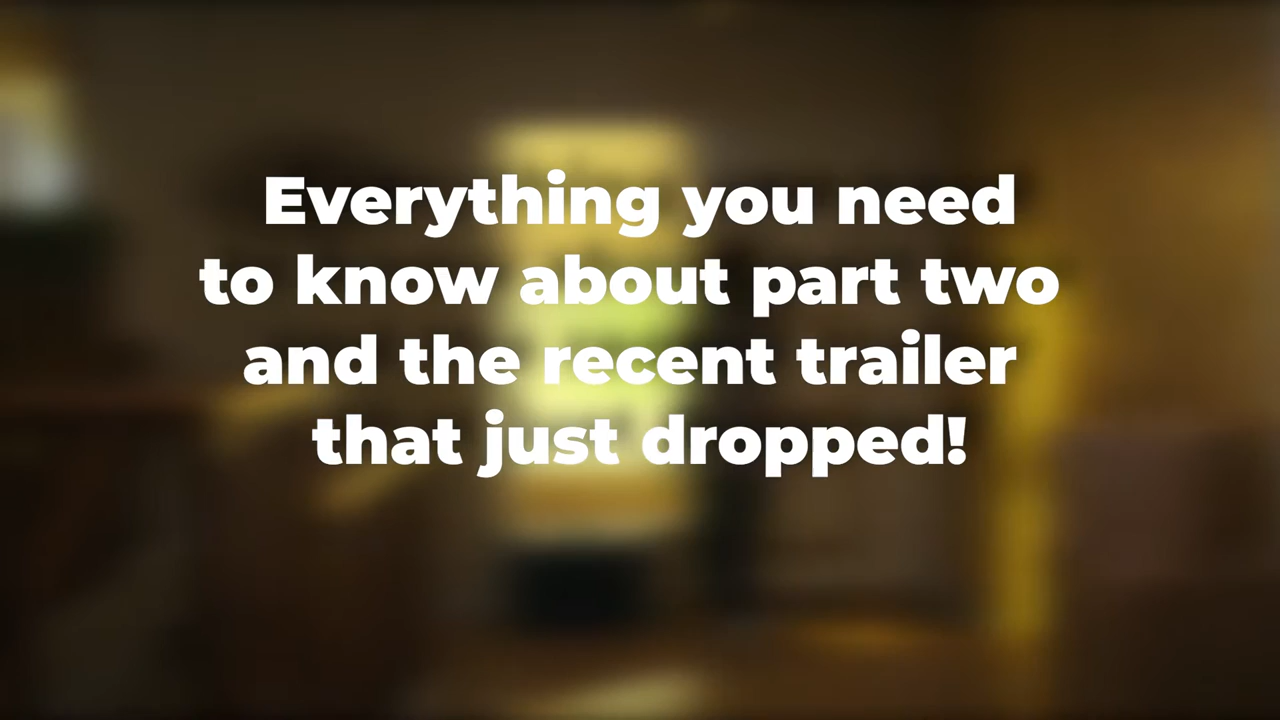 Everything you need
to know about part two
and the recent trailer
that just dropped!